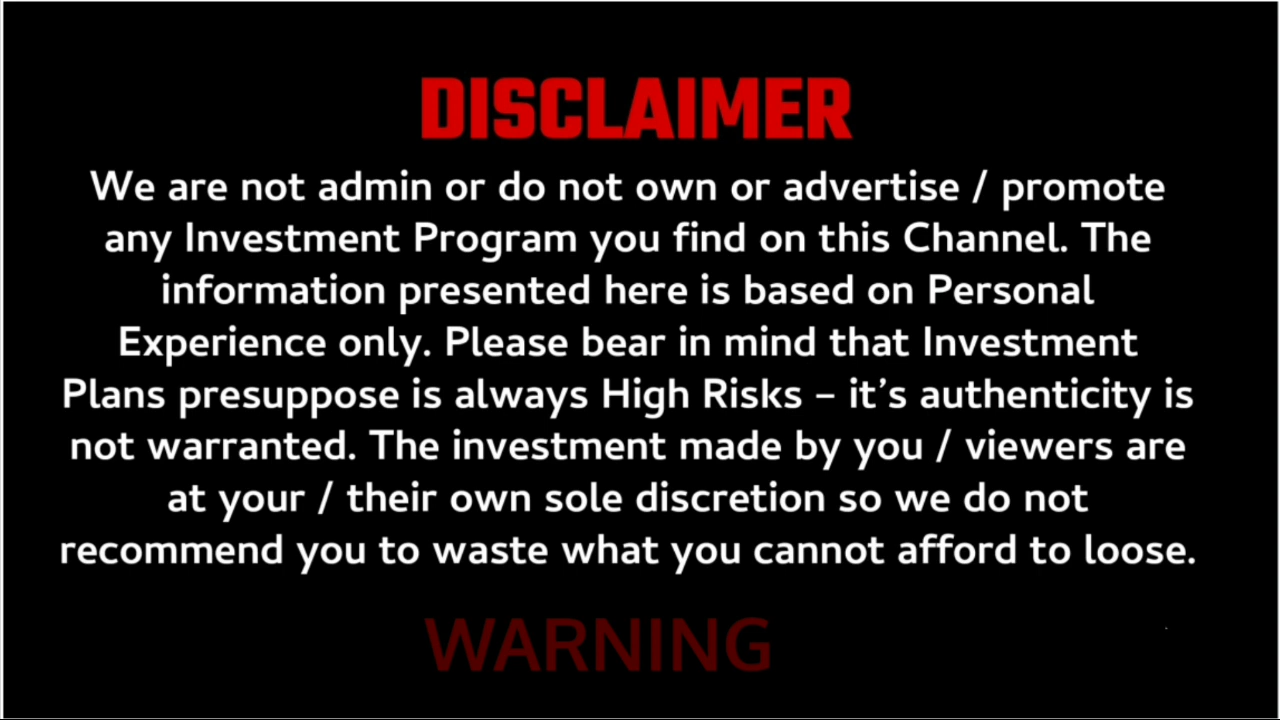 DISCLAIMER
We are not admin or do not own or advertise / promote
any Investment Program you find on this Channel. The
information presented here is based on Personal
Experience only. Please bear in mind that Investment
Plans presuppose is always High Risks – it’s authenticity is
not warranted. The investment made by you / viewers are
at your / their own sole discretion so we do not
recommend you to waste what you cannot afford to loose.
WARNING